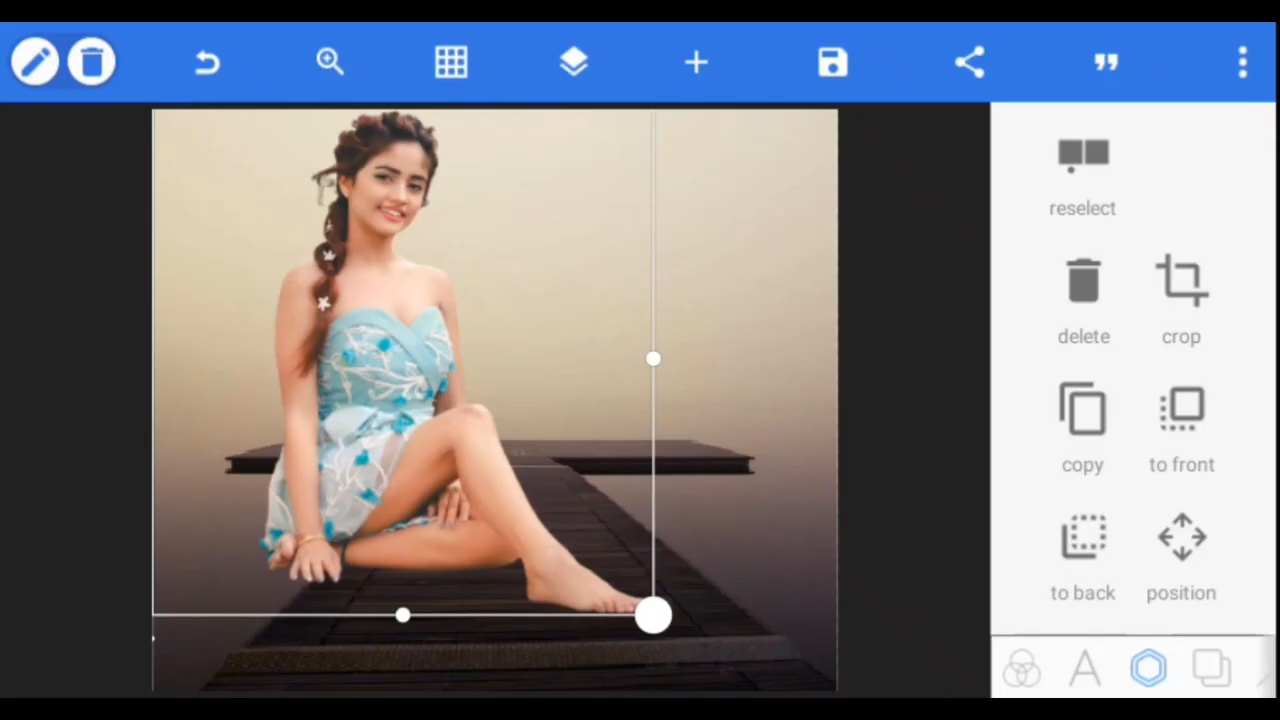 reselect
delete
crop
copy
to front
to back
position